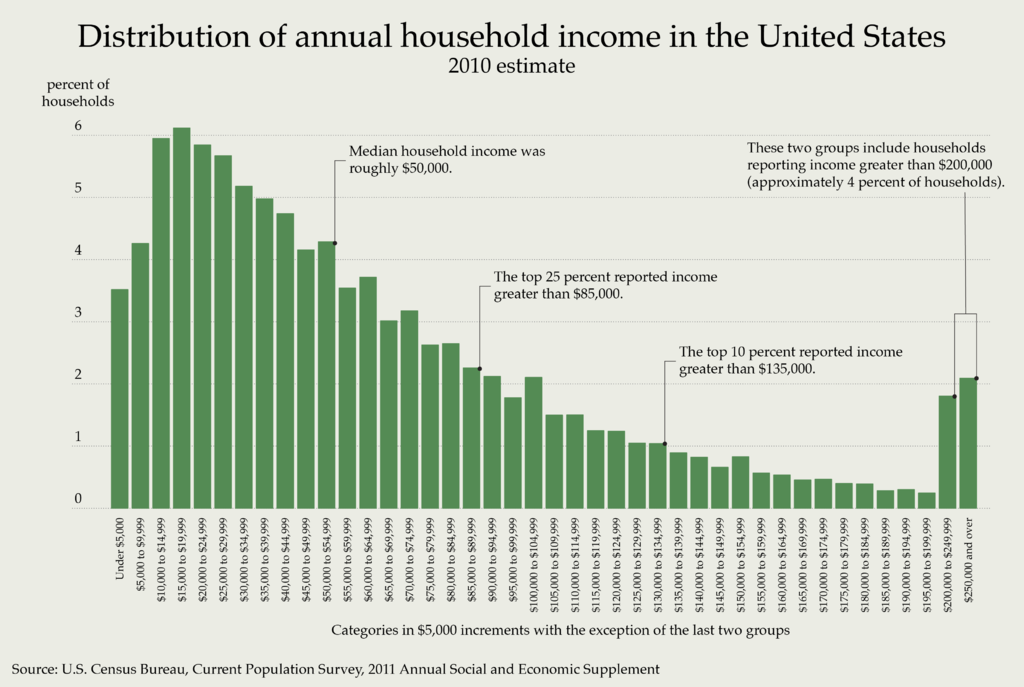 Distribution of annual household income in the United States
2010 estimate
percent of
households
6
5
4
3
2
1
0
Median household income was
roughly $50,000.
The top 25 percent reported income
greater than $85,000.
The top 10 percent reported income
greater than $135,000.
These two groups include households
reporting income greater than $200,000
(approximately 4 percent of households).
Under $5,000
$5,000 to $9,999
$10,000 to $14,999
$15,000 to $19,999
$20,000 to $24,999
$25,000 to $29,999
$30,000 to $34,999
$35,000 to $39,999
$40,000 to $44,999
$45,000 to $49,999
$50,000 to $54,999
$55,000 to $59,999
$60,000 to $64,999
$65,000 to $69,999
$70,000 to $74,999
$75,000 to $79,999
$80,000 to $84,999
$85,000 to $89,999
$90,000 to $94,999
$95,000 to $99,999
$100,000 to $104,999
$105,000 to $109,999
$110,000 to $114,999
$115,000 to $119,999
$120,000 to $124,999
$125,000 to $129,999
$130,000 to $134,999
$135,000 to $139,999
$140,000 to $144,999
$145,000 to $149,999
$150,000 to $154,999
$155,000 to $159,999
$160,000 to $164,999
$165,000 to $169,999
$170,000 to $174,999
$175,000 to $179,999
$180,000 to $184,999
$185,000 to $189,999
$190,000 to $194,999
$195,000 to $199,999
$200,000 to $249,999
$250,000 and over
Categories in $5,000 increments with the exception of the last two groups
Source: U.S. Census Bureau, Current Population Survey, 2011 Annual Social and Economic Supplement